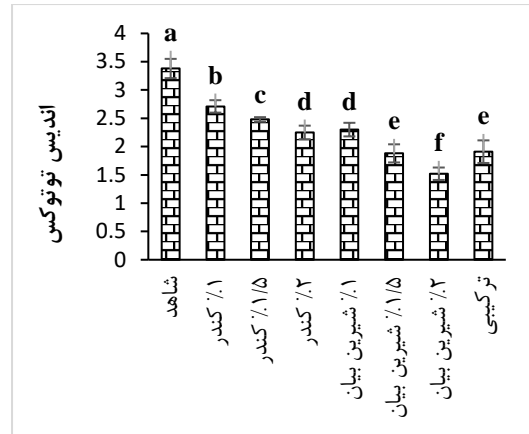 اندیس توتوکس
4
3.5
3
2.5
2
1.5
1
0.5
0
a
b
c
d
d
e
f
e
شاهد
۱٪ کندر
۱/۵٪ کندر
۲٪ کندر
۱٪ شیرین بیان
۱/۵٪ شیرین بیان
۲٪ شیرین بیان
ترکیبی